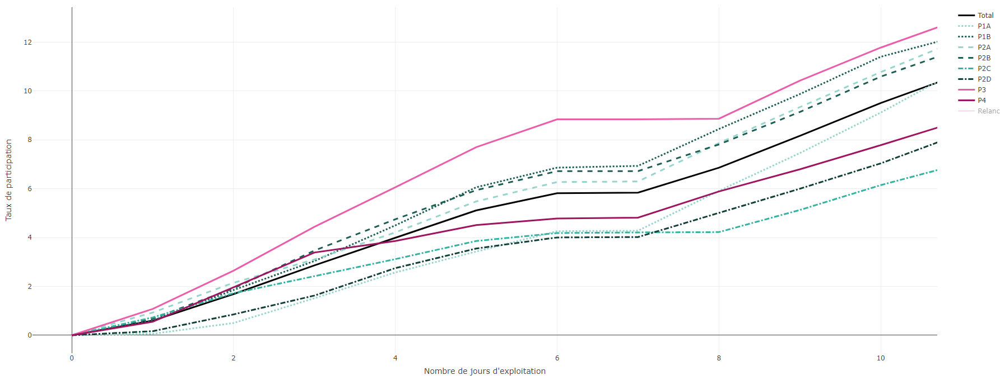 Taux de participation
12
10
8
6
4
2
0
0 2 4 6 8 10
Nombre de jours d'exploitation
Total
P1A
P1B
P2A
P2B
P2C
P2D
P3
P4
Relanc